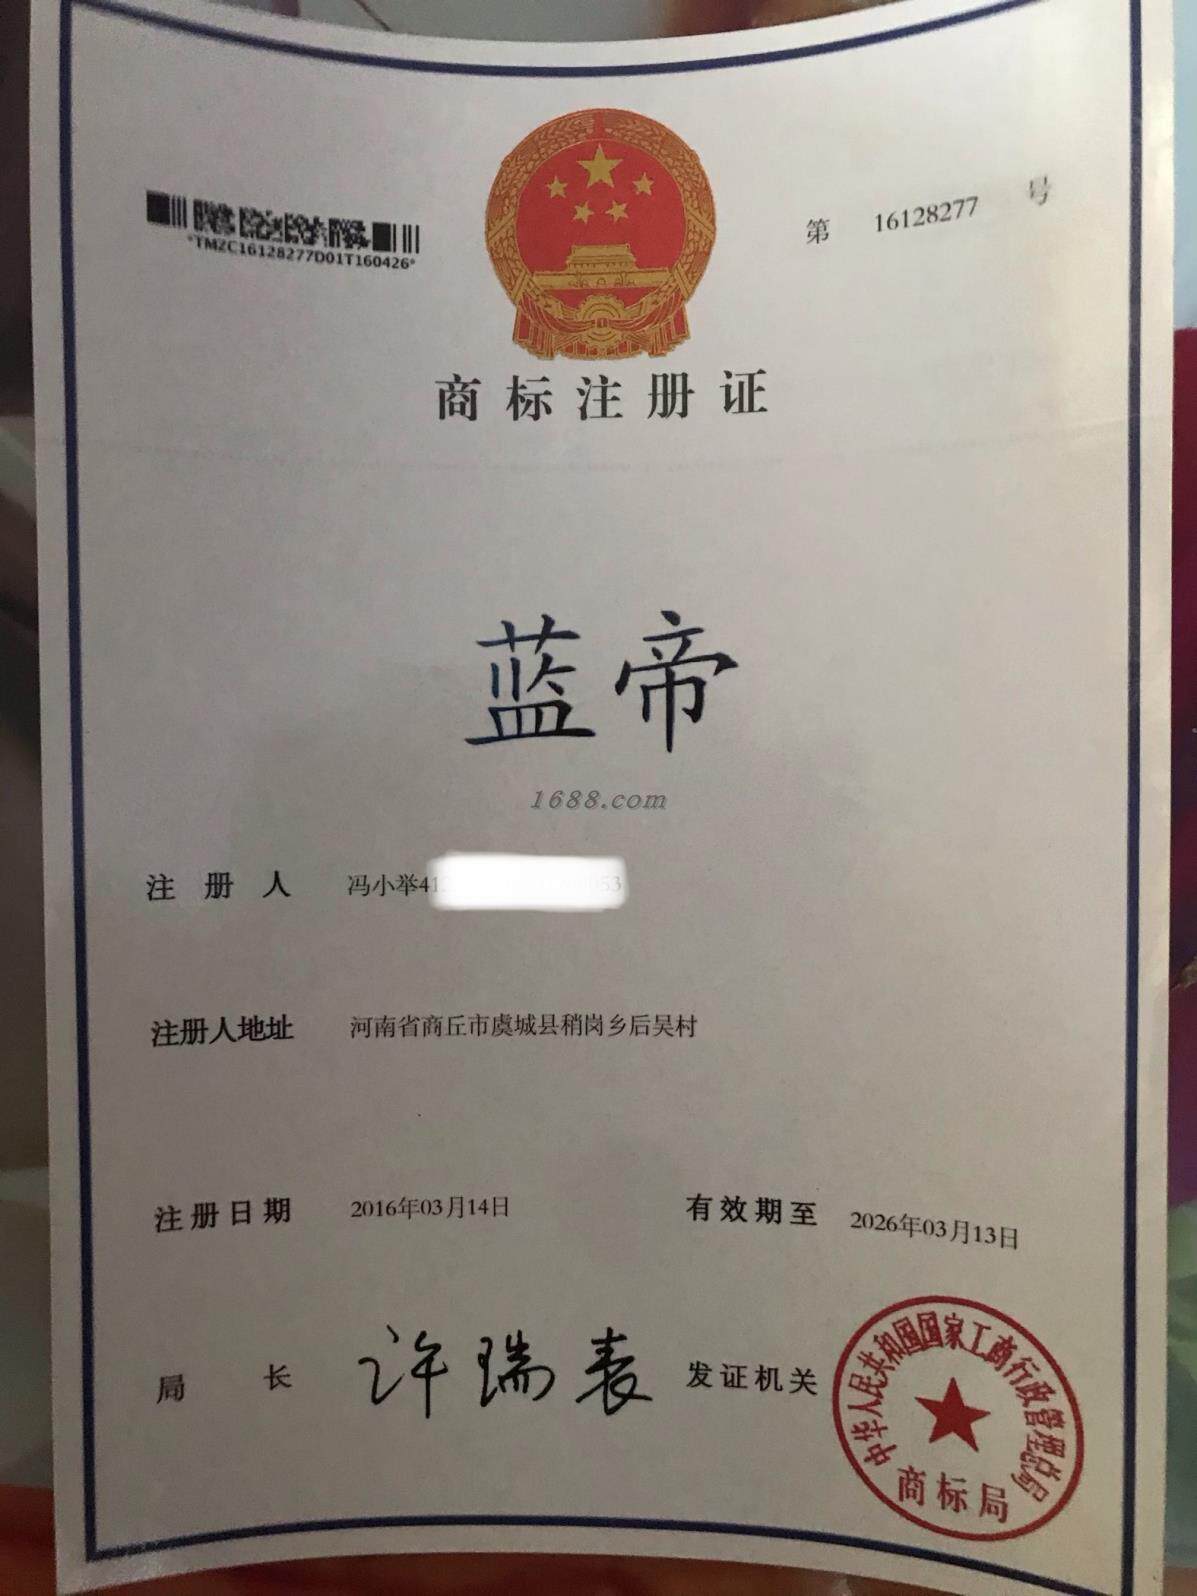 *TMZC16128277D01T160426*
第 16128277 号
商标注册证
蓝帝
1688.com
注册人 冯小举41 053
注册人地址 河南省商丘市虞城县稍岗乡后吴村
注册日期 2016年03月14日 有效期至 2026年03月13日
局长 许瑞表 发证机关
中华人民共和国国家工商行政管理总局
商标局